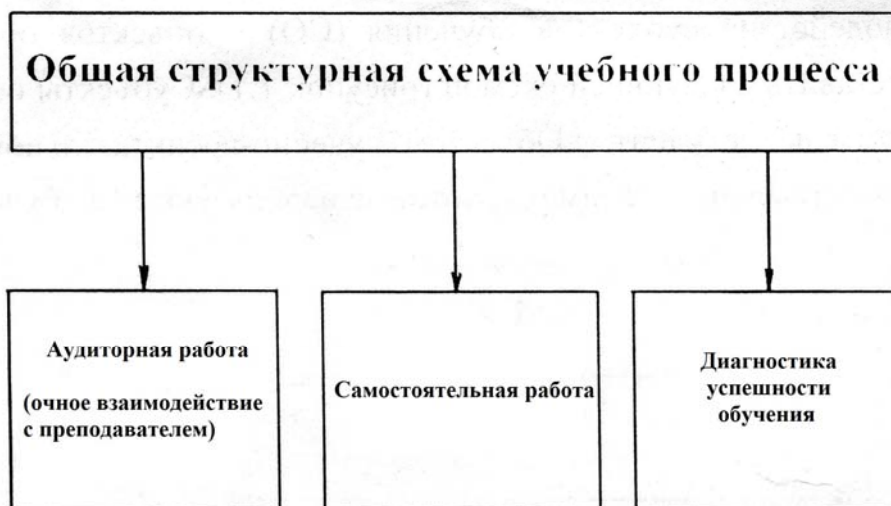 Общая структурная схема учебного процесса
Аудиторная работа
(очное взаимодействие
с преподавателем)
Самостоятельная работа
Диагностика
успешности
обучения